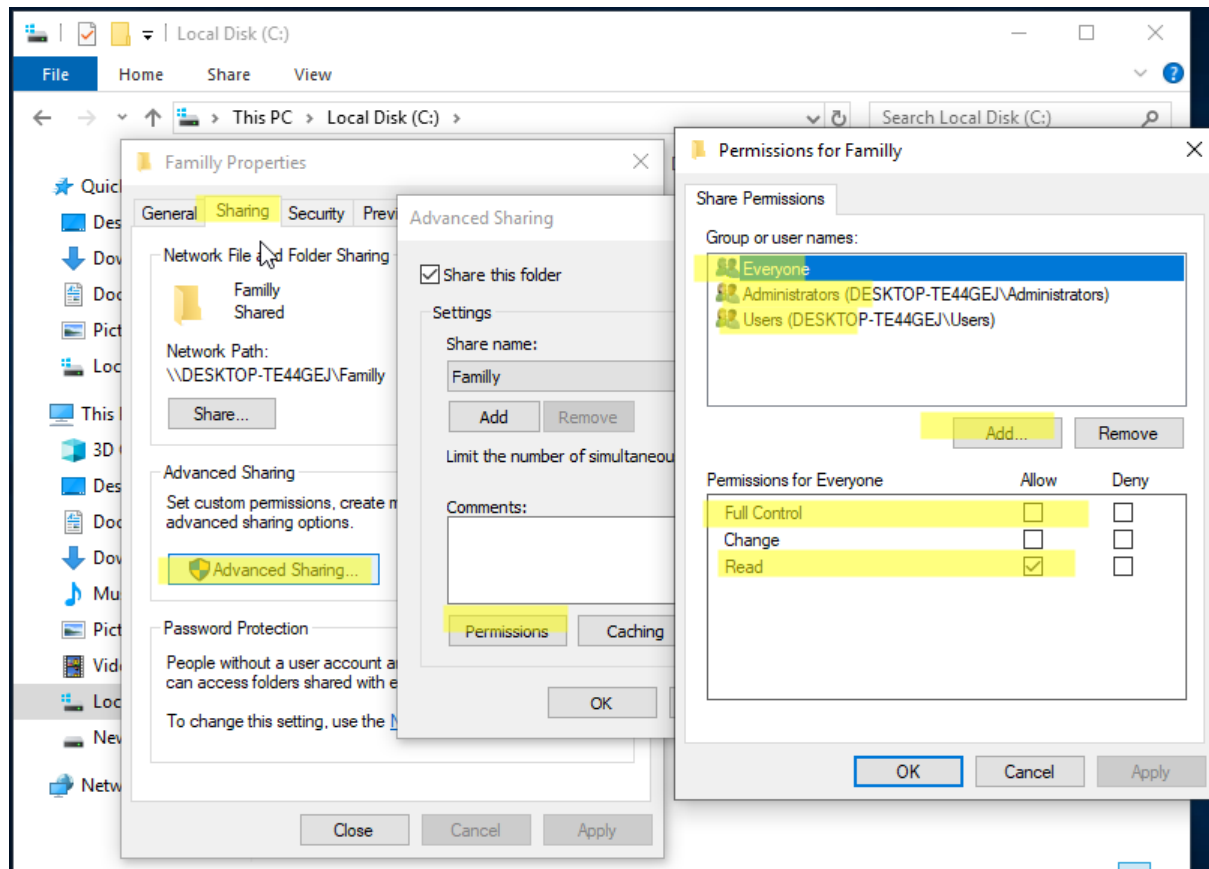 Local Disk (C:)
File Home Share View
This PC > Local Disk (C:) >
Search Local Disk (C:)
Quic
Des
Dov
Doc
Pict
Loc
This
3D
Des
Doc
Dov
Mu
Pict
Vid
Loc
Nev
Netw
Familly Properties
General Sharing Security Previ
Network File and Folder Sharing
Familly
Shared
Network Path:
\\DESKTOP-TE44GEJ\Familly
Share...
Advanced Sharing
Set custom permissions, create m
advanced sharing options.
Advanced Sharing...
Password Protection
People without a user account a
can access folders shared with e
To change this setting, use the N
Close Cancel Apply
Advanced Sharing
Share this folder
Settings
Share name:
Familly
Add Remove
Limit the number of simultaneou
Comments:
Permissions Caching
OK
Permissions for Familly
Share Permissions
Group or user names:
Everyone
Administrators (DESKTOP-TE44GEJ\Administrators)
Users (DESKTOP-TE44GEJ\Users)
Add... Remove
Permissions for Everyone Allow Deny
Full Control
Change
Read
OK Cancel Apply